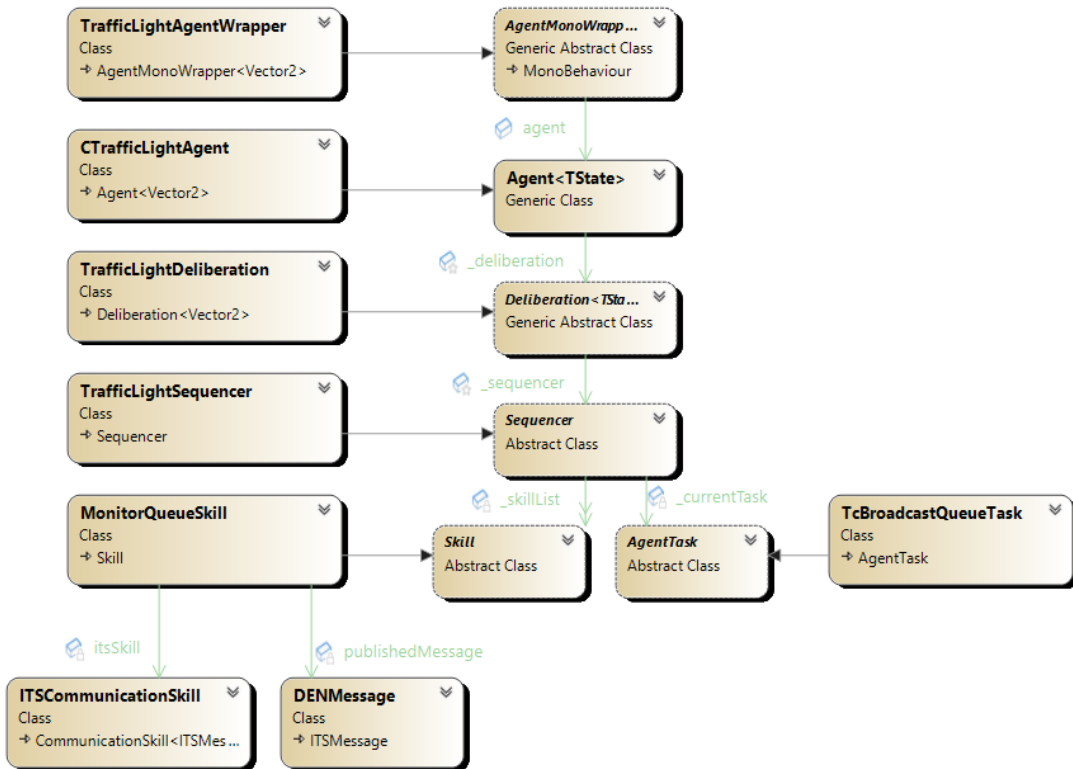 TrafficLightAgentWrapper
Class
AgentMonoWrapper<Vector2>
AgentMonoWrapp...
Generic Abstract Class
MonoBehaviour
agent
CTrafficLightAgent
Class
Agent<Vector2>
Agent<TState>
Generic Class
_deliberation
TrafficLightDeliberation
Class
Deliberation<Vector2>
Deliberation<TSta...
Generic Abstract Class
_sequencer
TrafficLightSequencer
Class
Sequencer
Sequencer
Abstract Class
_skillList
_currentTask
MonitorQueueSkill
Class
Skill
Skill
Abstract Class
AgentTask
Abstract Class
TcBroadcastQueueTask
Class
AgentTask
itsSkill
publishedMessage
ITSCommunicationSkill
Class
CommunicationSkill<ITSMes...
DENMessage
Class
ITSMessage